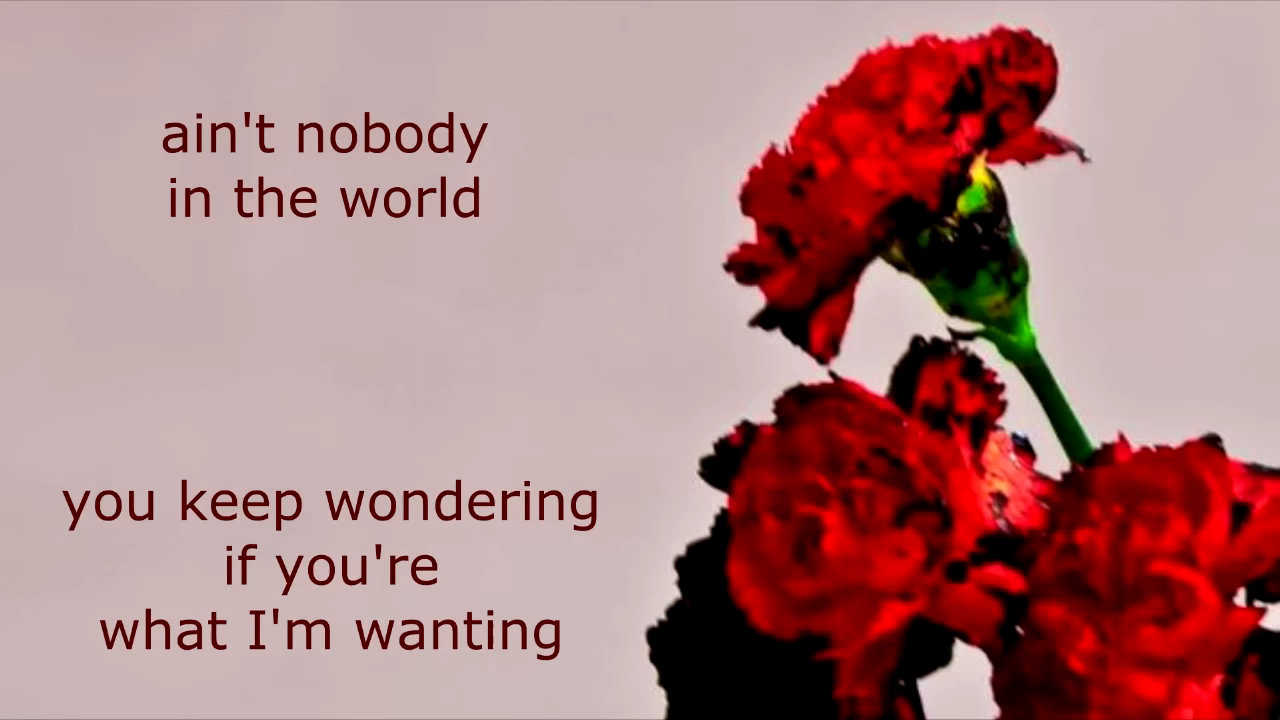 ain't nobody
in the world
you keep wondering
if you're
what I'm wanting